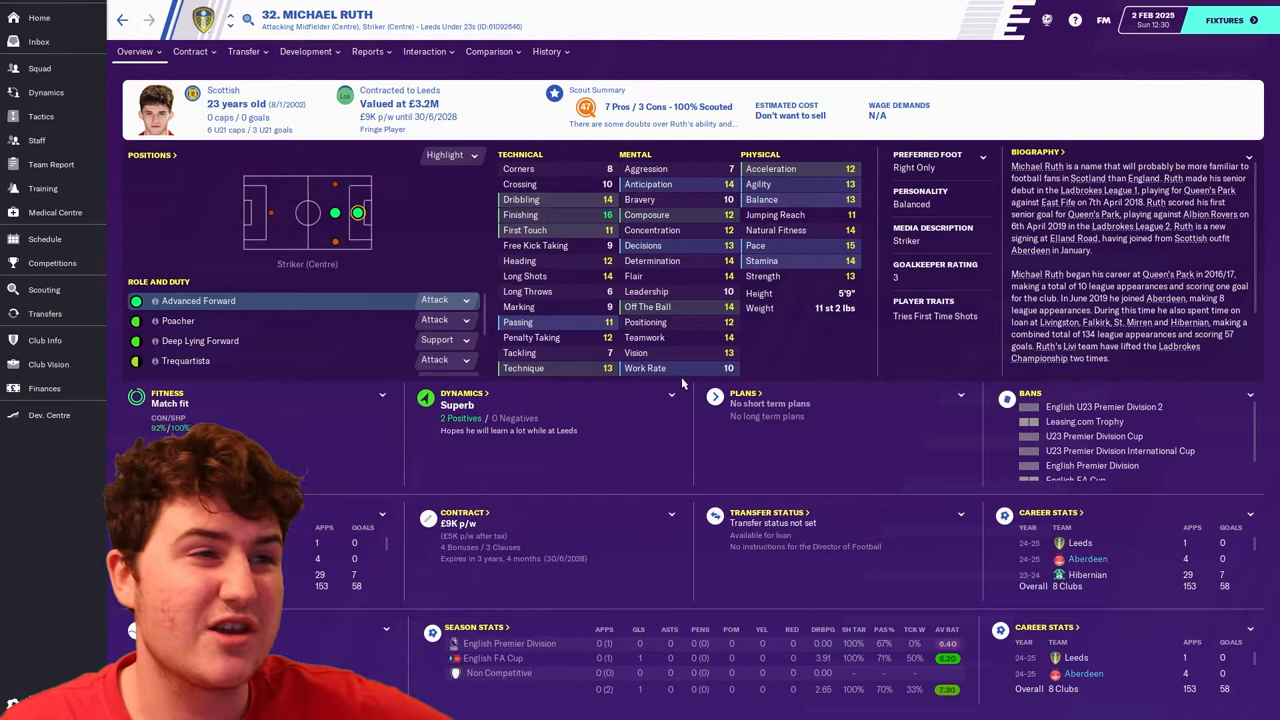 Home
Inbox
Squad
Dynamics
Tactics
Staff
Team Report
Training
Medical Centre
Schedule
Competitions
Scouting
Transfers
Club Info
Club Vision
Finances
Dev. Centre
32. MICHAEL RUTH
Attacking Midfielder (Centre), Striker (Centre) - Leeds Under 23s (ID:61092646)
FM
2 FEB 2025
Sun 12:30
FIXTURES
Overview
Contract
Transfer
Development
Reports
Interaction
Comparison
History
Scottish
23 years old (8/1/2002)
0 caps / 0 goals
6 U21 caps / 3 U21 goals
Loa
Contracted to Leeds
Valued at £3.2M
£9K p/w until 30/6/2028
Fringe Player
Scout Summary
47
7 Pros / 3 Cons - 100% Scouted
There are some doubts over Ruth's ability and...
ESTIMATED COST
Don't want to sell
WAGE DEMANDS
N/A
POSITIONS
Highlight
Striker (Centre)
ROLE AND DUTY
Advanced Forward Attack
Poacher Attack
Deep Lying Forward Support
Trequartista Attack
TECHNICAL
Corners 8
Crossing 10
Dribbling 14
Finishing 16
First Touch 11
Free Kick Taking 9
Heading 12
Long Shots 14
Long Throws 6
Marking 9
Passing 11
Penalty Taking 12
Tackling 7
Technique 13
MENTAL
Aggression 7
Anticipation 14
Bravery 10
Composure 12
Concentration 12
Decisions 13
Determination 14
Flair 14
Leadership 10
Off The Ball 14
Positioning 12
Teamwork 14
Vision 13
Work Rate 10
PHYSICAL
Acceleration 12
Agility 13
Balance 13
Jumping Reach 11
Natural Fitness 14
Pace 15
Stamina 14
Strength 13
Height 5'9"
Weight 11 st 2 lbs
PREFERRED FOOT
Right Only
PERSONALITY
Balanced
MEDIA DESCRIPTION
Striker
GOALKEEPER RATING
3
PLAYER TRAITS
Tries First Time Shots
BIOGRAPHY
Michael Ruth is a name that will probably be more familiar to
football fans in Scotland than England. Ruth made his senior
debut in the Ladbrokes League 1, playing for Queen's Park
against East Fife on 7th April 2018. Ruth scored his first
senior goal for Queen's Park, playing against Albion Rovers on
6th April 2019 in the Ladbrokes League 2. Ruth is a new
signing at Elland Road, having joined from Scottish outfit
Aberdeen in January.
Michael Ruth began his career at Queen's Park in 2016/17,
making a total of 10 league appearances and scoring one goal
for the club. In June 2019 he joined Aberdeen, making 8
league appearances. During this time he also spent time on
loan at Livingston, Falkirk, St. Mirren and Hibernian, making a
combined total of 134 league appearances and scoring 57
goals. Ruth's Livi team have lifted the Ladbrokes
Championship two times.
FITNESS
Match fit
CON/SHP
92% / 100%
DYNAMICS
Superb
2 Positives / 0 Negatives
Hopes he will learn a lot while at Leeds
PLANS
No short term plans
No long term plans
BANS
English U23 Premier Division 2
Leasing.com Trophy
U23 Premier Division Cup
U23 Premier Division International Cup
English Premier Division
English FA Cup
APPS GOALS
1 0
4 0
29 7
153 58
CONTRACT
£9K p/w
(£5K p/w after tax)
4 Bonuses / 3 Clauses
Expires in 3 years, 4 months (30/6/2028)
TRANSFER STATUS
Transfer status not set
Available for loan
No instructions for the Director of Football
CAREER STATS
YEAR TEAM APPS GOALS
24-25 Leeds 1 0
24-25 Aberdeen 4 0
23-24 Hibernian 29 7
Overall 8 Clubs 153 58
SEASON STATS APPS GLS ASTS PENS POM YEL RED DRBPG SH TAR PAS% TCK W AV RAT
English Premier Division 0 (1) 0 0 0 (0) 0 0 0 0.00 100% 67% 0% 6.40
English FA Cup 0 (1) 1 0 0 (0) 0 0 0 3.91 100% 71% 50% 8.20
Non Competitive 0 (0) 0 0 0 (0) 0 0 0 0.00 - - - -
0 (2) 1 0 0 (0) 0 0 0 2.65 100% 70% 33% 7.30
CAREER STATS
YEAR TEAM APPS GOALS
24-25 Leeds 1 0
24-25 Aberdeen 4 0
Overall 8 Clubs 153 58